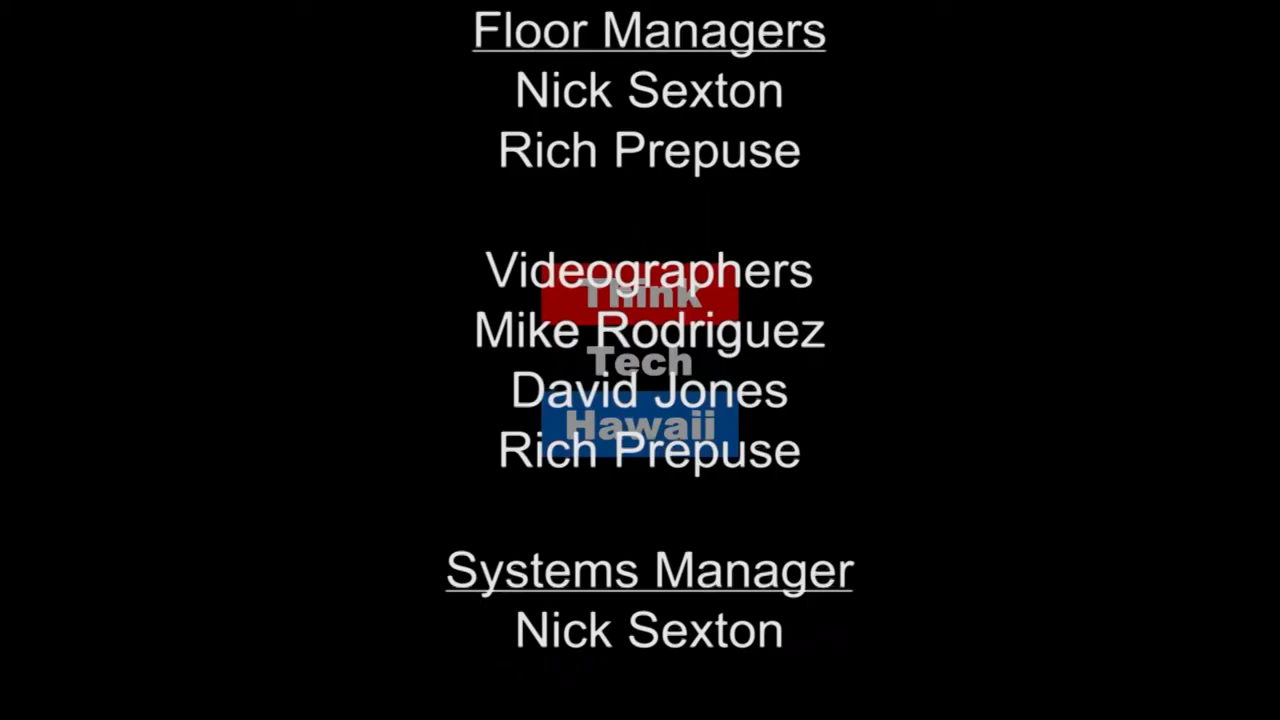 Floor Managers
Nick Sexton
Rich Prepuse
Videographers
Think
Mike Rodriguez
Tech
David Jones
Hawaii
Rich Prepuse
Systems Manager
Nick Sexton